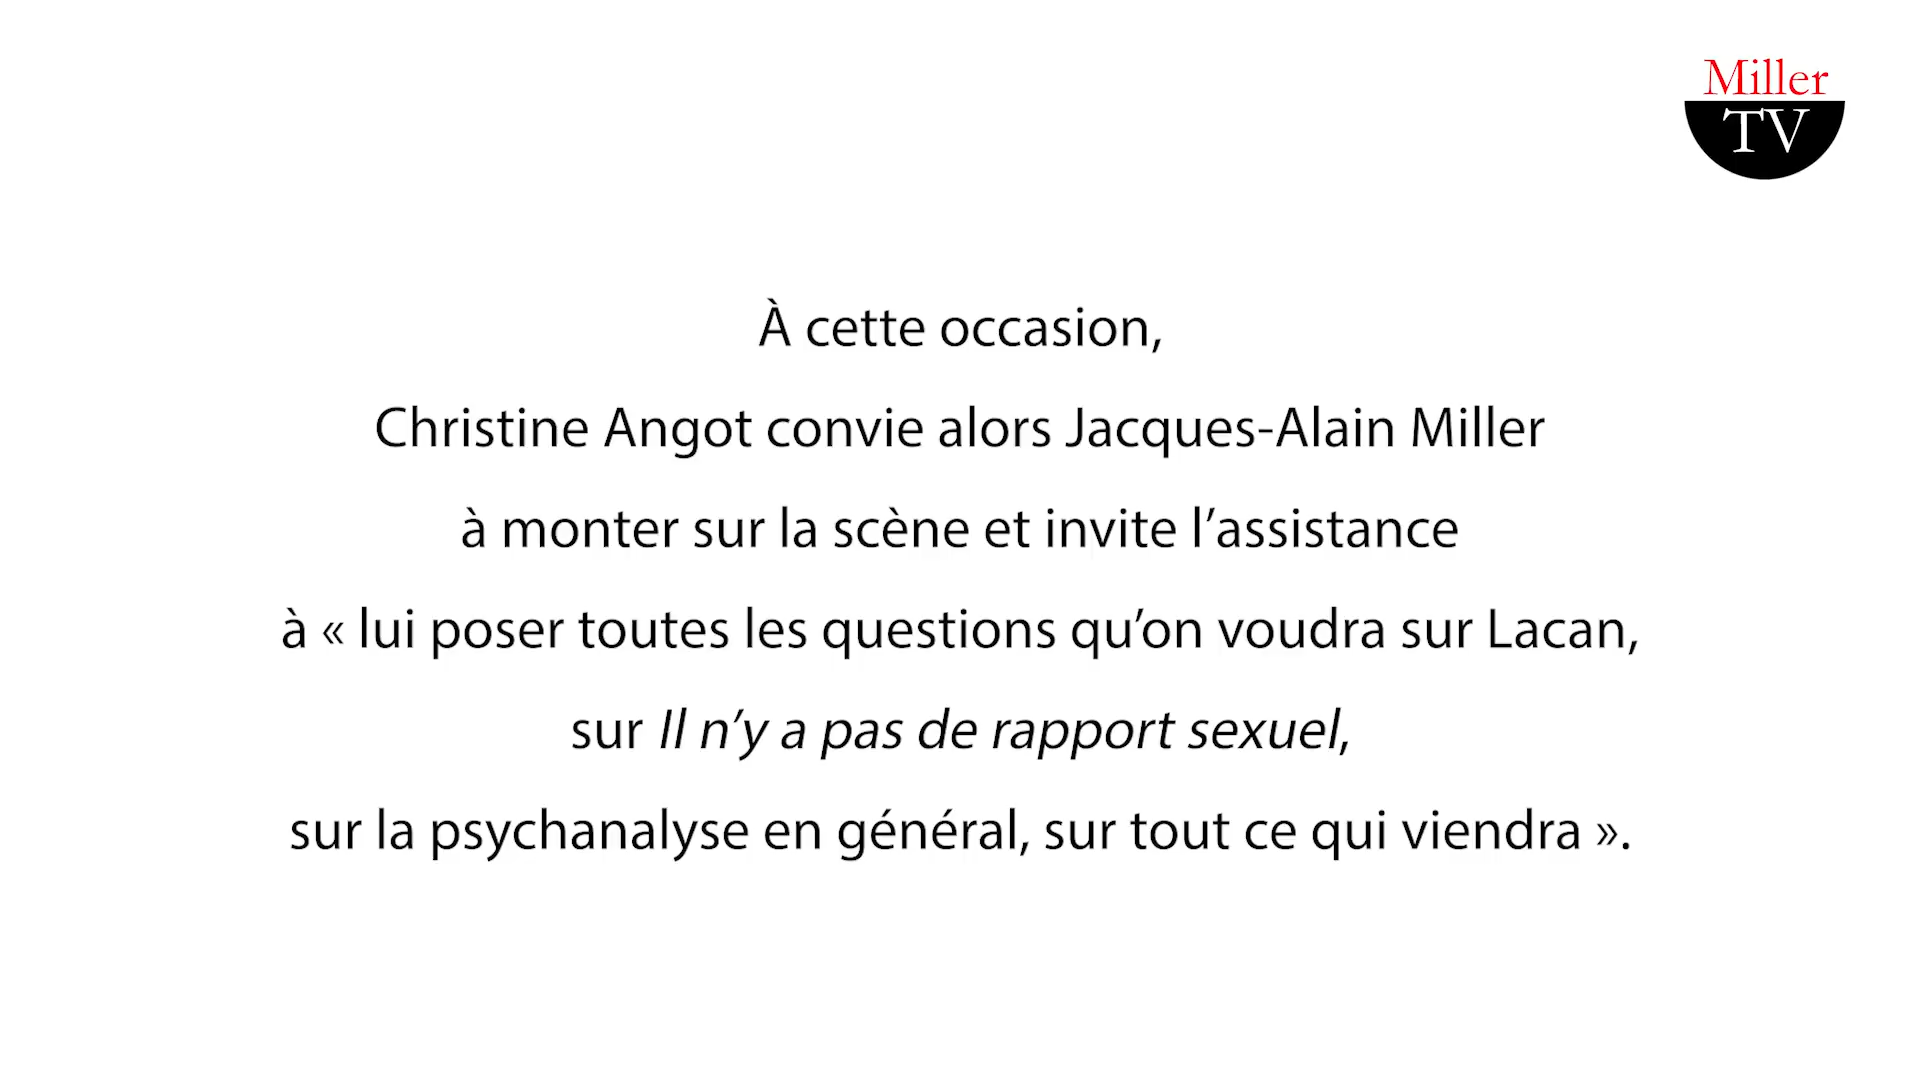 Miller
TV
À cette occasion,
Christine Angot convie alors Jacques-Alain Miller
à monter sur la scène et invite l’assistance
à « lui poser toutes les questions qu’on voudra sur Lacan,
sur Il n’y a pas de rapport sexuel,
sur la psychanalyse en général, sur tout ce qui viendra ».